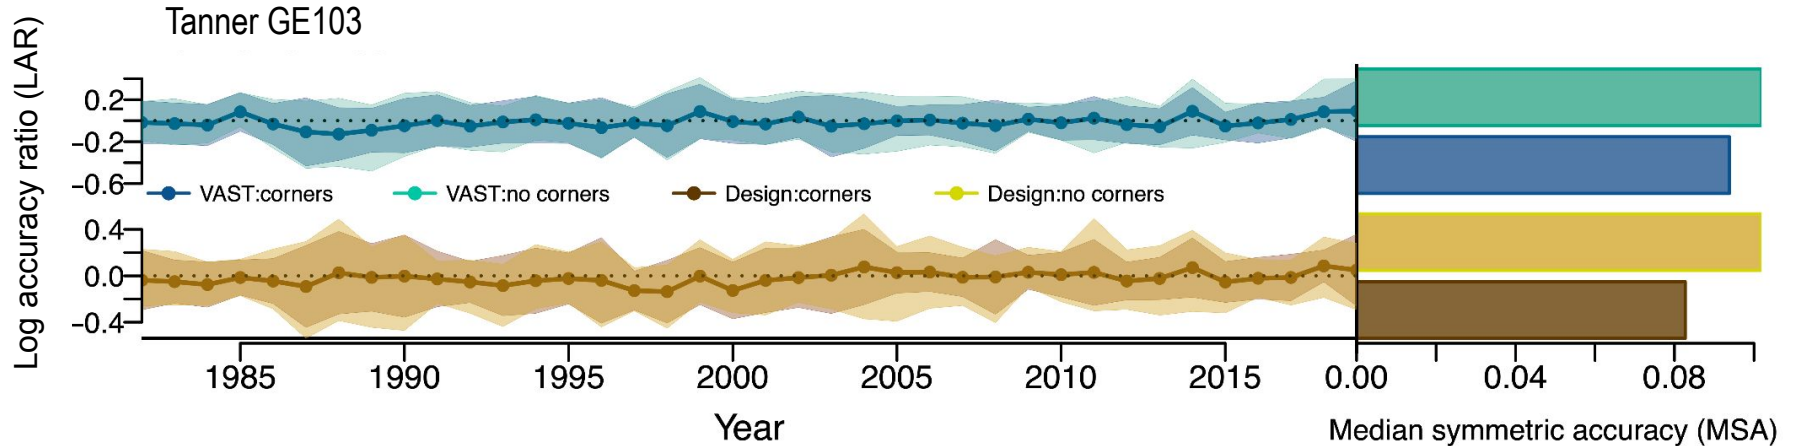 Tanner GE103
Log accuracy ratio (LAR)
0.2
−0.2
−0.6
VAST:corners
VAST:no corners
Design:corners
Design:no corners
0.4
0.0
−0.4
1985
1990
1995
2000
2005
2010
2015
0.00
0.04
0.08
Year
Median symmetric accuracy (MSA)